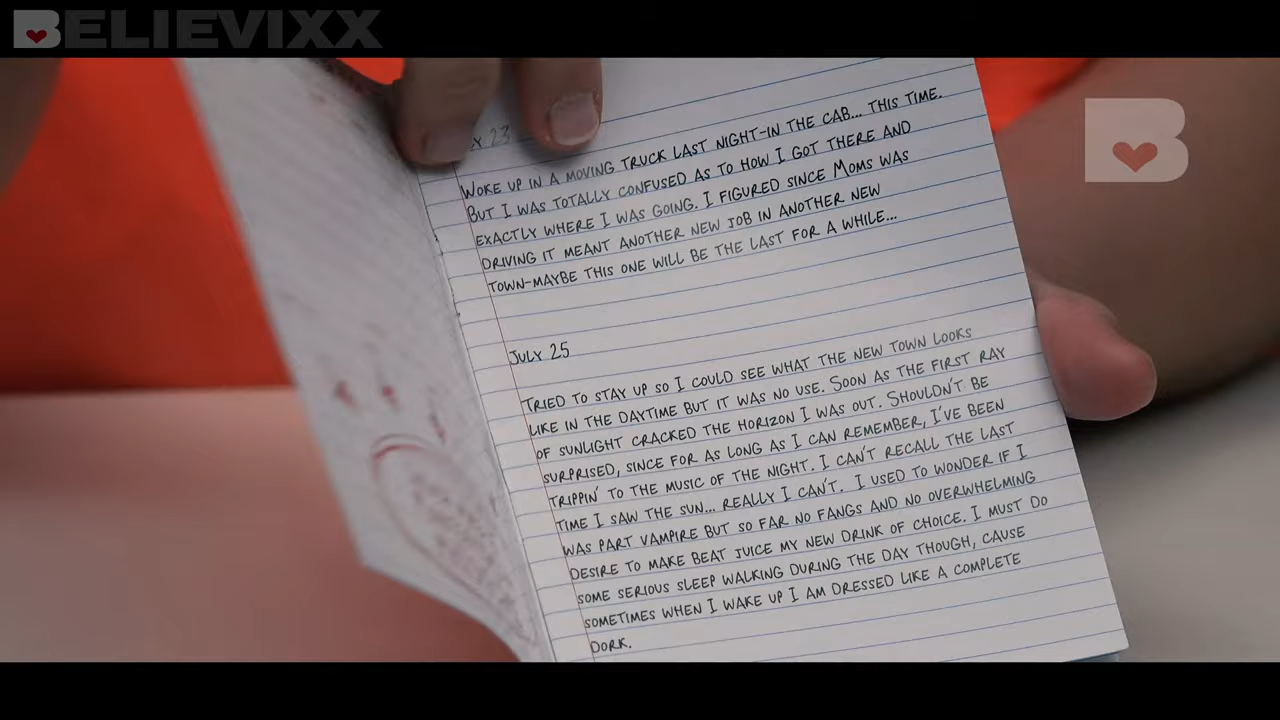 BELIEVIXX
B
Y 23
WOKE UP IN A MOVING TRUCK LAST NIGHT-IN THE CAB... THIS TIME.
BUT I WAS TOTALLY CONFUSED AS TO HOW I GOT THERE AND
EXACTLY WHERE I WAS GOING. I FIGURED SINCE MOMS WAS
DRIVING IT MEANT ANOTHER NEW JOB IN ANOTHER NEW
TOWN-MAYBE THIS ONE WILL BE THE LAST FOR A WHILE...
JULY 25
TRIED TO STAY UP SO I COULD SEE WHAT THE NEW TOWN LOOKS
LIKE IN THE DAYTIME BUT IT WAS NO USE. SOON AS THE FIRST RAY
OF SUNLIGHT CRACKED THE HORIZON I WAS OUT. SHOULDN'T BE
SURPRISED, SINCE FOR AS LONG AS I CAN REMEMBER, I'VE BEEN
TRIPPIN' TO THE MUSIC OF THE NIGHT. I CAN'T RECALL THE LAST
TIME I SAW THE SUN... REALLY I CAN'T. I USED TO WONDER IF I
WAS PART VAMPIRE BUT SO FAR NO FANGS AND NO OVERWHELMING
DESIRE TO MAKE BEAT JUICE MY NEW DRINK OF CHOICE. I MUST DO
SOME SERIOUS SLEEP WALKING DURING THE DAY THOUGH, CAUSE
SOMETIMES WHEN I WAKE UP I AM DRESSED LIKE A COMPLETE
DORK.